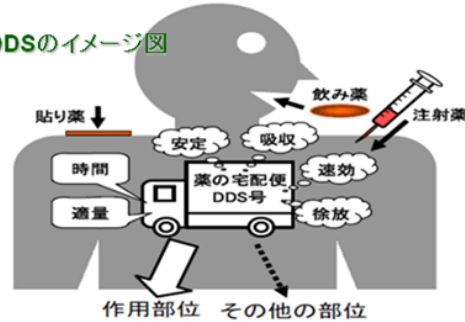 DDSのイメージ図
飲み薬
貼り薬
注射薬
安定
吸収
時間
薬の宅配便
DDS号
速効
適量
徐放
作用部位
その他の部位